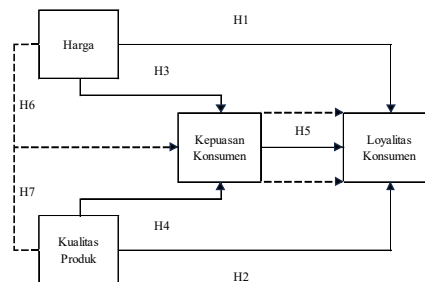 H1
Harga
H3
H6
Kepuasan
Konsumen
H5
Loyalitas
Konsumen
H7
H4
Kualitas
Produk
H2